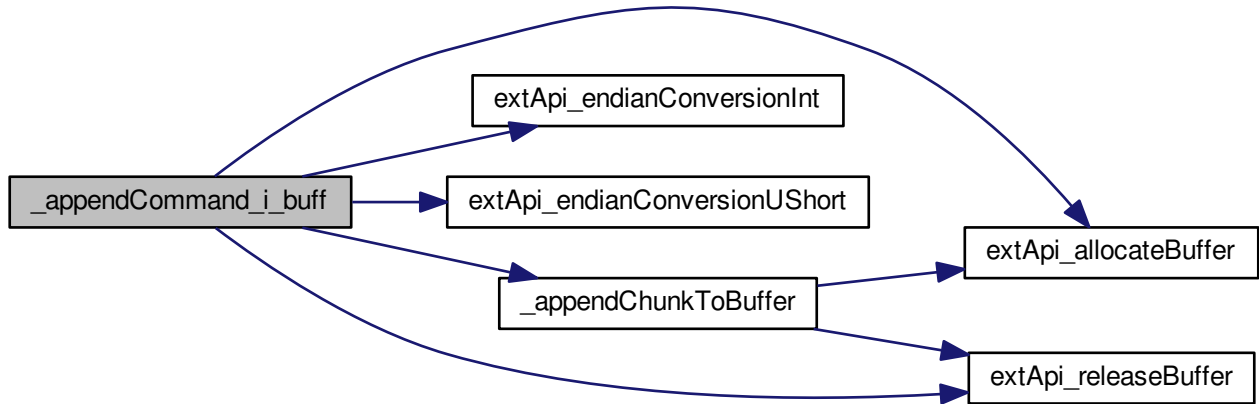 extApi_endianConversionInt
_appendCommand_i_buff
extApi_endianConversionUShort
extApi_allocateBuffer
_appendChunkToBuffer
extApi_releaseBuffer